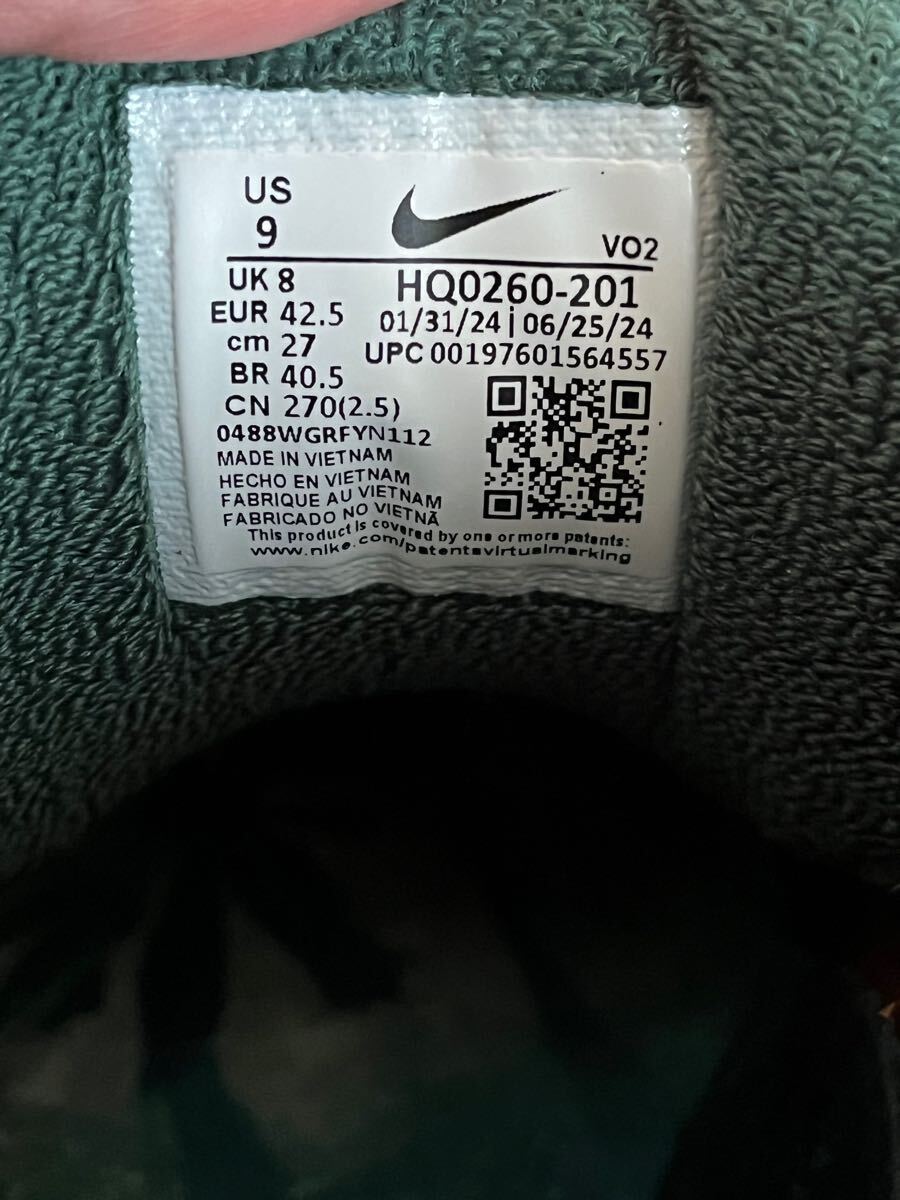 US
9
VO2
UK 8
EUR 42.5
cm 27
BR 40.5
CN 270(2.5)
HQ0260-201
01/31/24 | 06/25/24
UPC 00197601564557
0488WGRFYN112
MADE IN VIETNAM
HECHO EN VIETNAM
FABRIQUE AU VIETNAM
FABRICADO NO VIETNÃ
This product is covered by one or more patents:
www.nike.com/patentsvirtualmarking